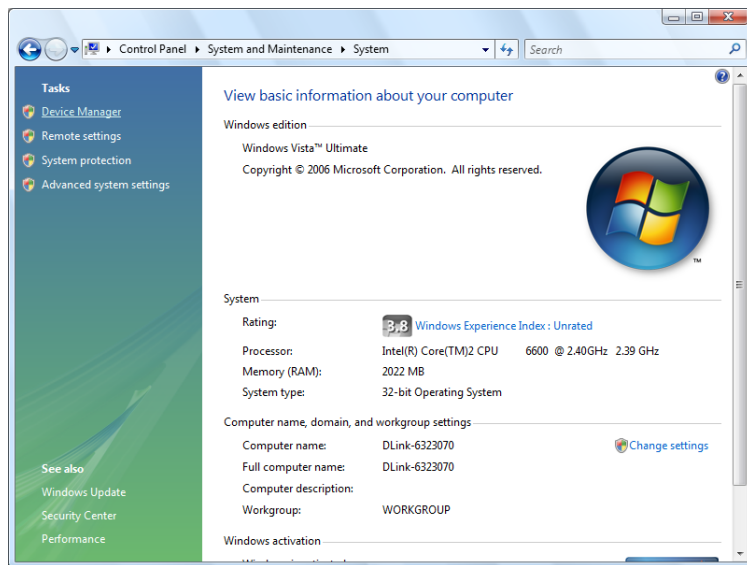 Control Panel ▸ System and Maintenance ▸ System
Search
Tasks
Device Manager
Remote settings
System protection
Advanced system settings
See also
Windows Update
Security Center
Performance
View basic information about your computer
Windows edition
Windows Vista™ Ultimate
Copyright © 2006 Microsoft Corporation. All rights reserved.
TM
System
Rating: 3,8 Windows Experience Index : Unrated
Processor: Intel(R) Core(TM)2 CPU 6600 @ 2.40GHz 2.39 GHz
Memory (RAM): 2022 MB
System type: 32-bit Operating System
Computer name, domain, and workgroup settings
Computer name: DLink-6323070 Change settings
Full computer name: DLink-6323070
Computer description:
Workgroup: WORKGROUP
Windows activation